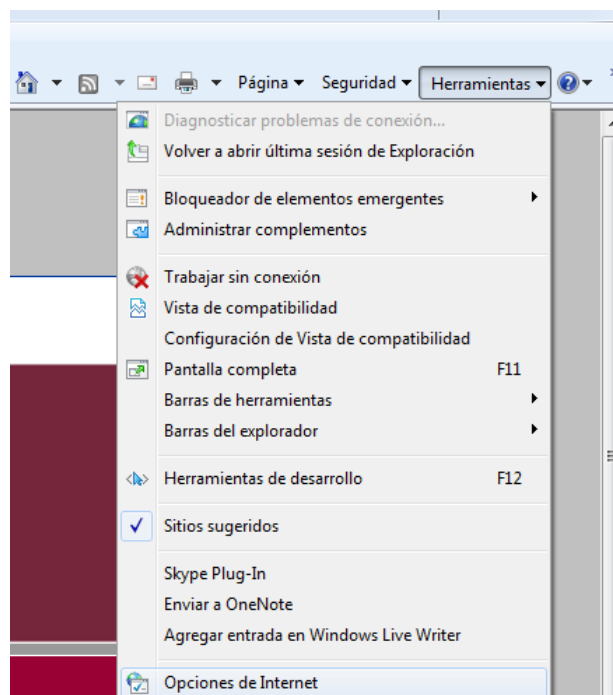 Página Seguridad Herramientas
Diagnosticar problemas de conexión...
Volver a abrir última sesión de Exploración
Bloqueador de elementos emergentes
Administrar complementos
Trabajar sin conexión
Vista de compatibilidad
Configuración de Vista de compatibilidad
Pantalla completa F11
Barras de herramientas
Barras del explorador
Herramientas de desarrollo F12
Sitios sugeridos
Skype Plug-In
Enviar a OneNote
Agregar entrada en Windows Live Writer
Opciones de Internet